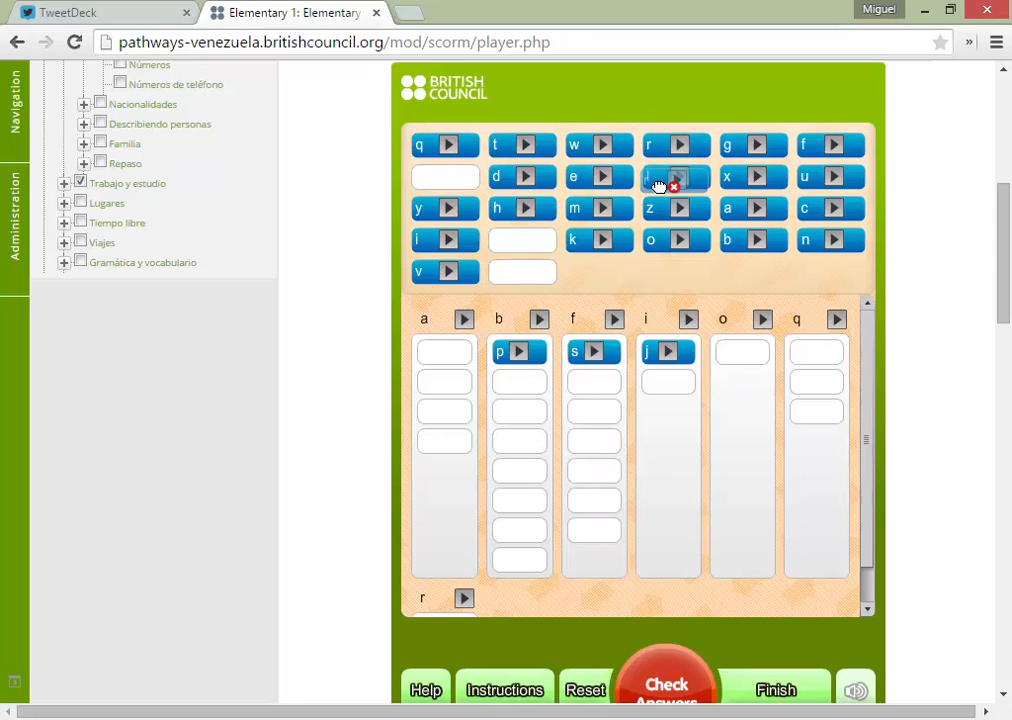 TweetDeck
Elementary 1: Elementary
Miguel
pathways-venezuela.britishcouncil.org/mod/scorm/player.php
Navigation
Administration
Números
Números de teléfono
Nacionalidades
Describiendo personas
Familia
Repaso
Trabajo y estudio
Lugares
Tiempo libre
Viajes
Gramática y vocabulario
BRITISH
COUNCIL
q t w r g f
d e l x u
y h m z a c
i k o b n
v
a b f i o q
p s j
r
Help Instructions Reset Check Answers Finish